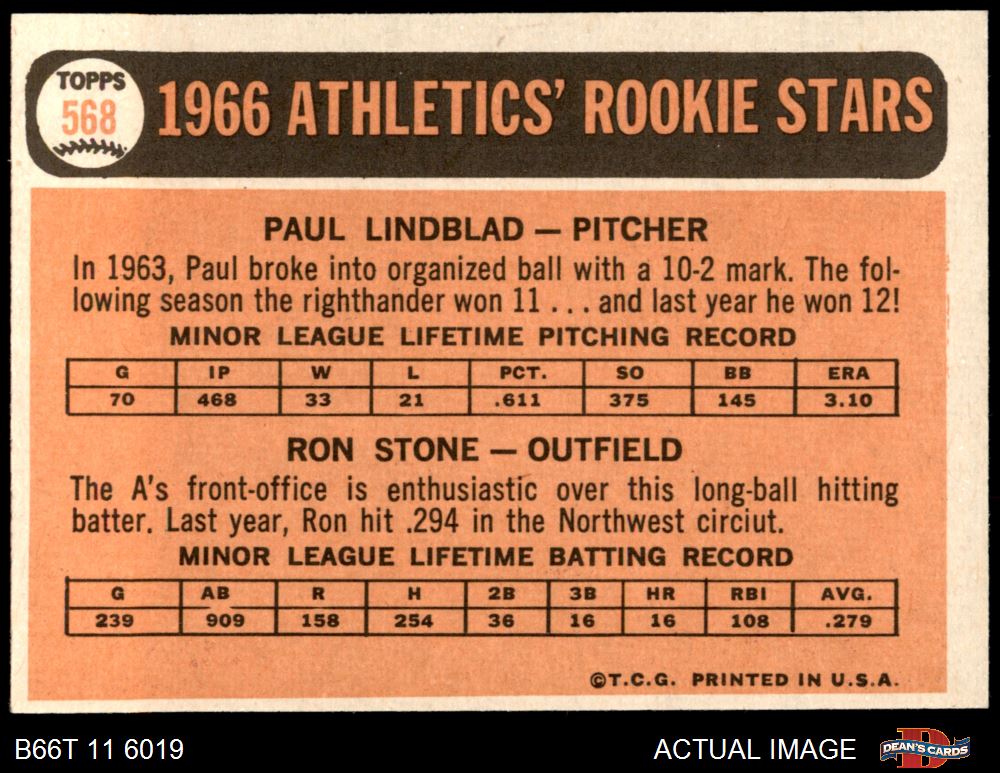 TOPPS
568
1966 ATHLETICS' ROOKIE STARS
PAUL LINDBLAD — PITCHER
In 1963, Paul broke into organized ball with a 10-2 mark. The fol-
lowing season the righthander won 11 . . . and last year he won 12!
MINOR LEAGUE LIFETIME PITCHING RECORD
G IP W L PCT. SO BB ERA
70 468 33 21 .611 375 145 3.10
RON STONE — OUTFIELD
The A's front-office is enthusiastic over this long-ball hitting
batter. Last year, Ron hit .294 in the Northwest circiut.
MINOR LEAGUE LIFETIME BATTING RECORD
G AB R H 2B 3B HR RBI AVG.
239 909 158 254 36 16 16 108 .279
©T.C.G. PRINTED IN U.S.A.
B66T 11 6019
ACTUAL IMAGE
DEAN'S CARDS